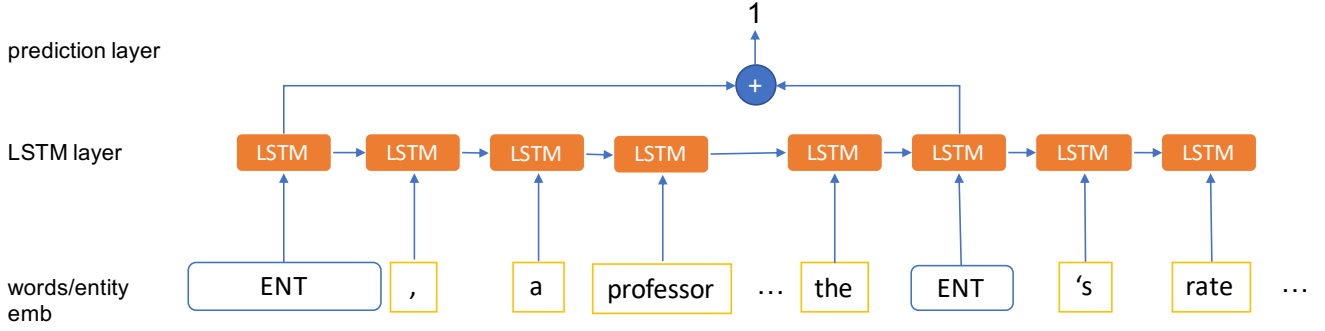 1
prediction layer
+
LSTM layer
LSTM LSTM LSTM LSTM LSTM LSTM LSTM LSTM
words/entity
emb
ENT , a professor … the ENT ‘s rate …